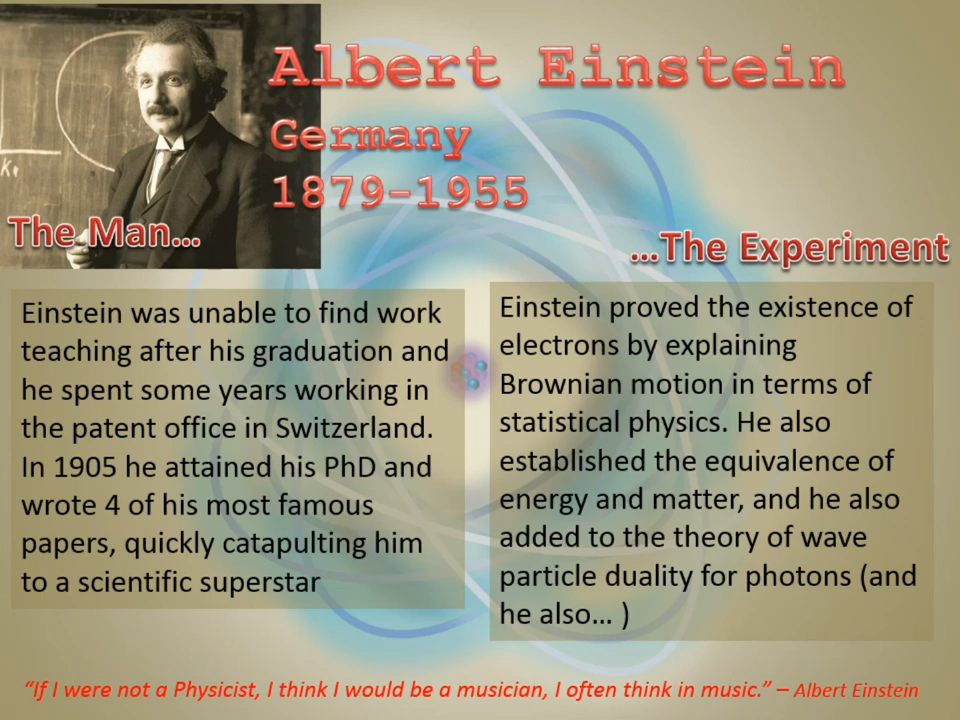 Albert Einstein
Germany
1879-1955
The Man...
...The Experiment
Einstein was unable to find work
teaching after his graduation and
he spent some years working in
the patent office in Switzerland.
In 1905 he attained his PhD and
wrote 4 of his most famous
papers, quickly catapulting him
to a scientific superstar
Einstein proved the existence of
electrons by explaining
Brownian motion in terms of
statistical physics. He also
established the equivalence of
energy and matter, and he also
added to the theory of wave
particle duality for photons (and
he also... )
“If I were not a Physicist, I think I would be a musician, I often think in music.” – Albert Einstein